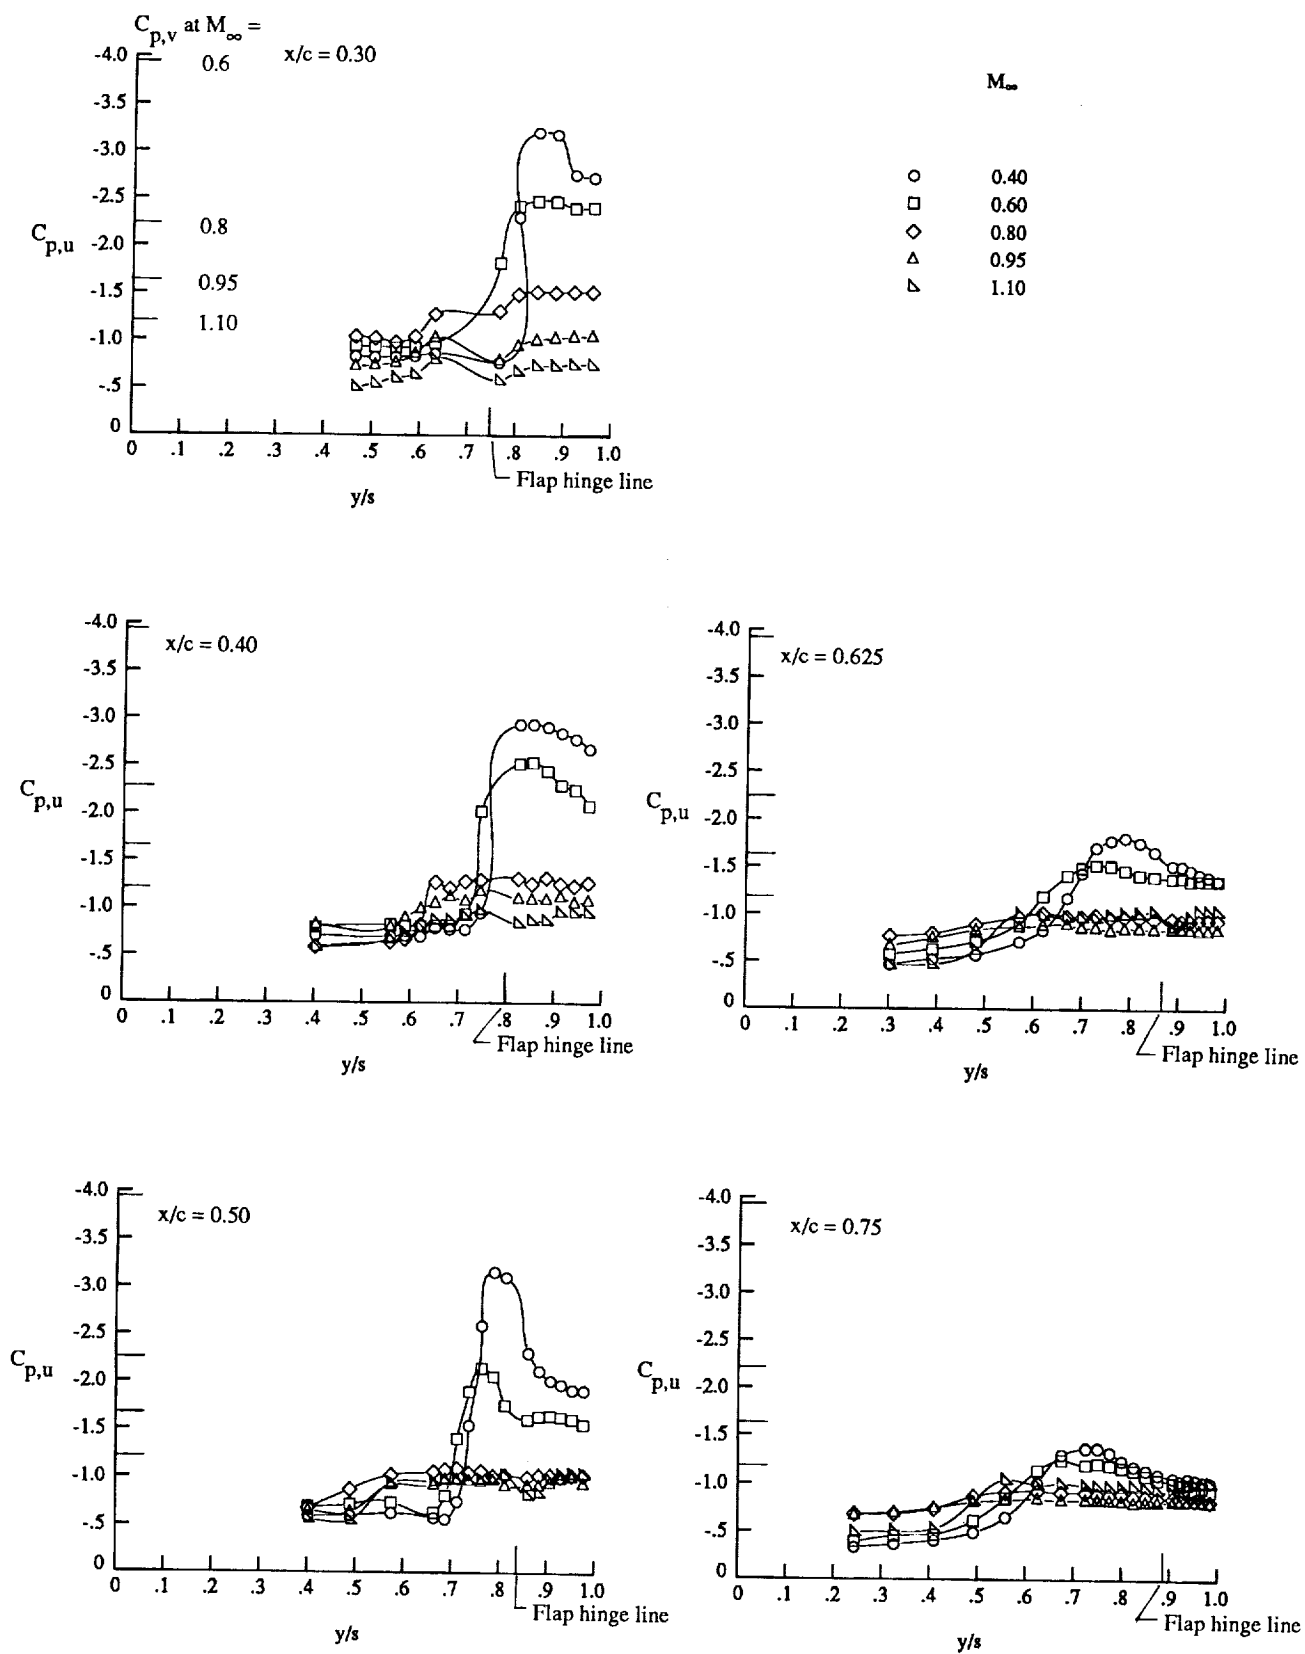 C_p,v at M_∞ =
x/c = 0.30
-4.0
0.6
-3.5
-3.0
-2.5
0.8
C_p,u
-2.0
0.95
-1.5
1.10
-1.0
-.5
0
0 .1 .2 .3 .4 .5 .6 .7 .8 .9 1.0
Flap hinge line
y/s
M_∞
0.40
0.60
0.80
0.95
1.10
-4.0
x/c = 0.40
-3.5
-3.0
-2.5
C_p,u
-2.0
-1.5
-1.0
-.5
0
0 .1 .2 .3 .4 .5 .6 .7 .8 .9 1.0
Flap hinge line
y/s
-4.0
x/c = 0.625
-3.5
-3.0
-2.5
C_p,u
-2.0
-1.5
-1.0
-.5
0
0 .1 .2 .3 .4 .5 .6 .7 .8 .9 1.0
Flap hinge line
y/s
-4.0
x/c = 0.50
-3.5
-3.0
-2.5
C_p,u
-2.0
-1.5
-1.0
-.5
0
0 .1 .2 .3 .4 .5 .6 .7 .8 .9 1.0
Flap hinge line
y/s
-4.0
x/c = 0.75
-3.5
-3.0
-2.5
C_p,u
-2.0
-1.5
-1.0
-.5
0
0 .1 .2 .3 .4 .5 .6 .7 .8 .9 1.0
Flap hinge line
y/s